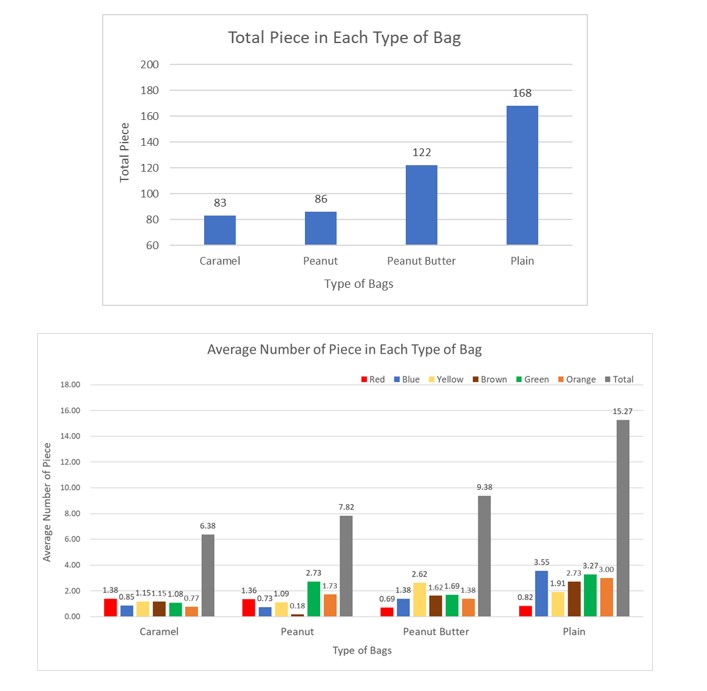 Total Piece in Each Type of Bag
200
180
160
140
120
100
80
60
Total Piece
83
86
122
168
Caramel Peanut Peanut Butter Plain
Type of Bags
Average Number of Piece in Each Type of Bag
Red Blue Yellow Brown Green Orange Total
18.00
16.00
14.00
12.00
10.00
8.00
6.00
4.00
2.00
0.00
Average Number of Piece
1.38 0.85 1.15 1.15 1.08 0.77 6.38
1.36 0.73 1.09 0.18 2.73 1.73 7.82
0.69 1.38 2.62 1.62 1.69 1.38 9.38
0.82 3.55 1.91 2.73 3.27 3.00 15.27
Caramel Peanut Peanut Butter Plain
Type of Bags